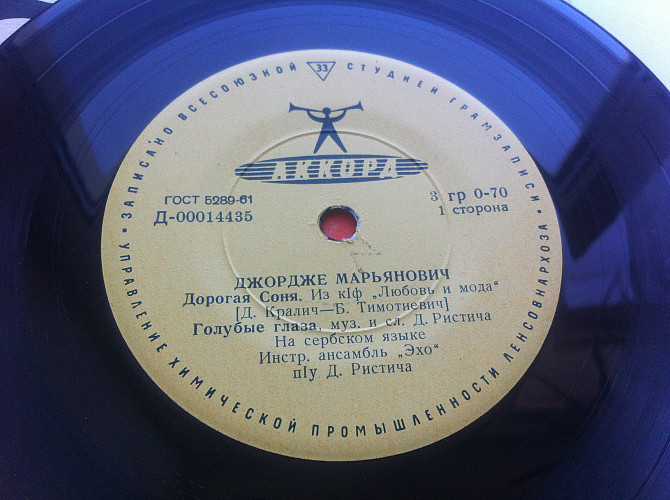 ЗАПИСАНО ВСЕСОЮЗНОЙ СТУДИЕЙ ГРАМЗАПИСИ
33
АККОРД
ГОСТ 5289-61
Д-00014435
3 гр 0-70
1 сторона
ДЖОРДЖЕ МАРЬЯНОВИЧ
Дорогая Соня. Из к|ф „Любовь и мода“
[Д. Кралич—Б. Тимотиевич]
Голубые глаза, муз. и сл. Д. Ристича
На сербском языке
Инстр. ансамбль „Эхо“
п|у Д. Ристича
УПРАВЛЕНИЕ ХИМИЧЕСКОЙ ПРОМЫШЛЕННОСТИ ЛЕНСОВНАРХОЗА